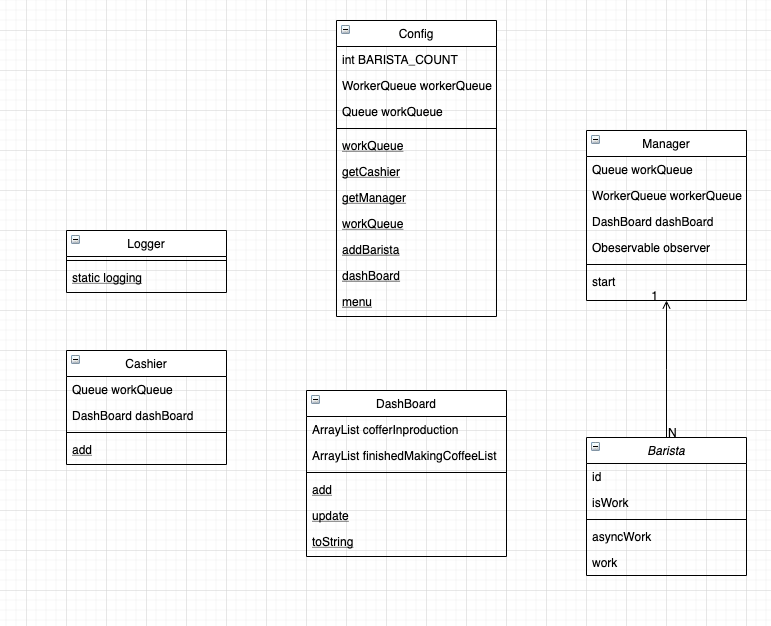 Config
int BARISTA_COUNT
WorkerQueue workerQueue
Queue workQueue
workQueue
getCashier
getManager
workQueue
addBarista
dashBoard
menu
Manager
Queue workQueue
WorkerQueue workerQueue
DashBoard dashBoard
Obeservable observer
start
1
Logger
static logging
Cashier
Queue workQueue
DashBoard dashBoard
add
DashBoard
ArrayList cofferInproduction
ArrayList finishedMakingCoffeeList
add
update
toString
N
Barista
id
isWork
asyncWork
work